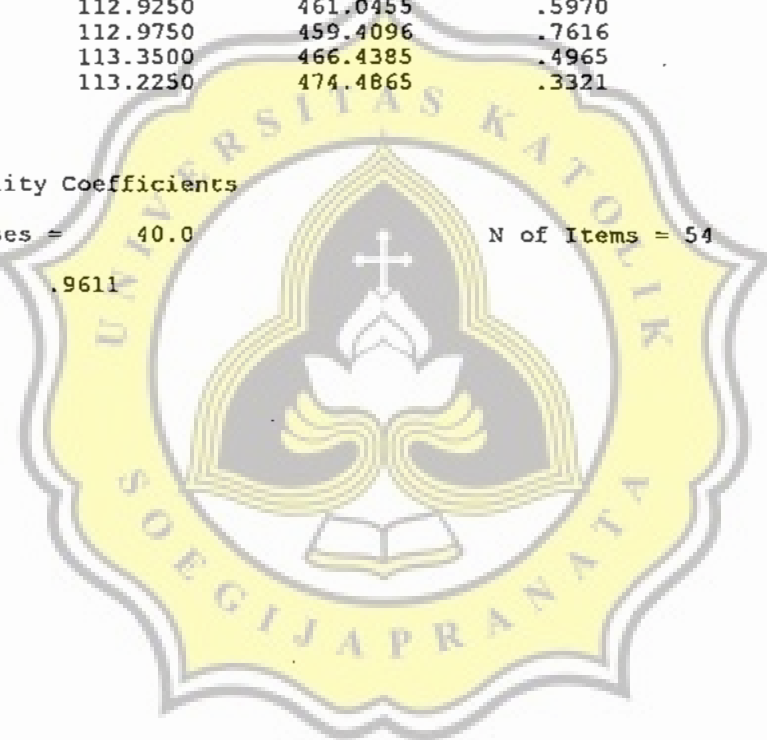 112.9250 461.0455 .5970
112.9750 459.4096 .7616
113.3500 466.4385 .4965
113.2250 474.4865 .3321
ity Coefficients
es = 40.0 N of Items = 54
.9611
UNIVERSITAS KATOLIK
SOEGIJAPRANATA